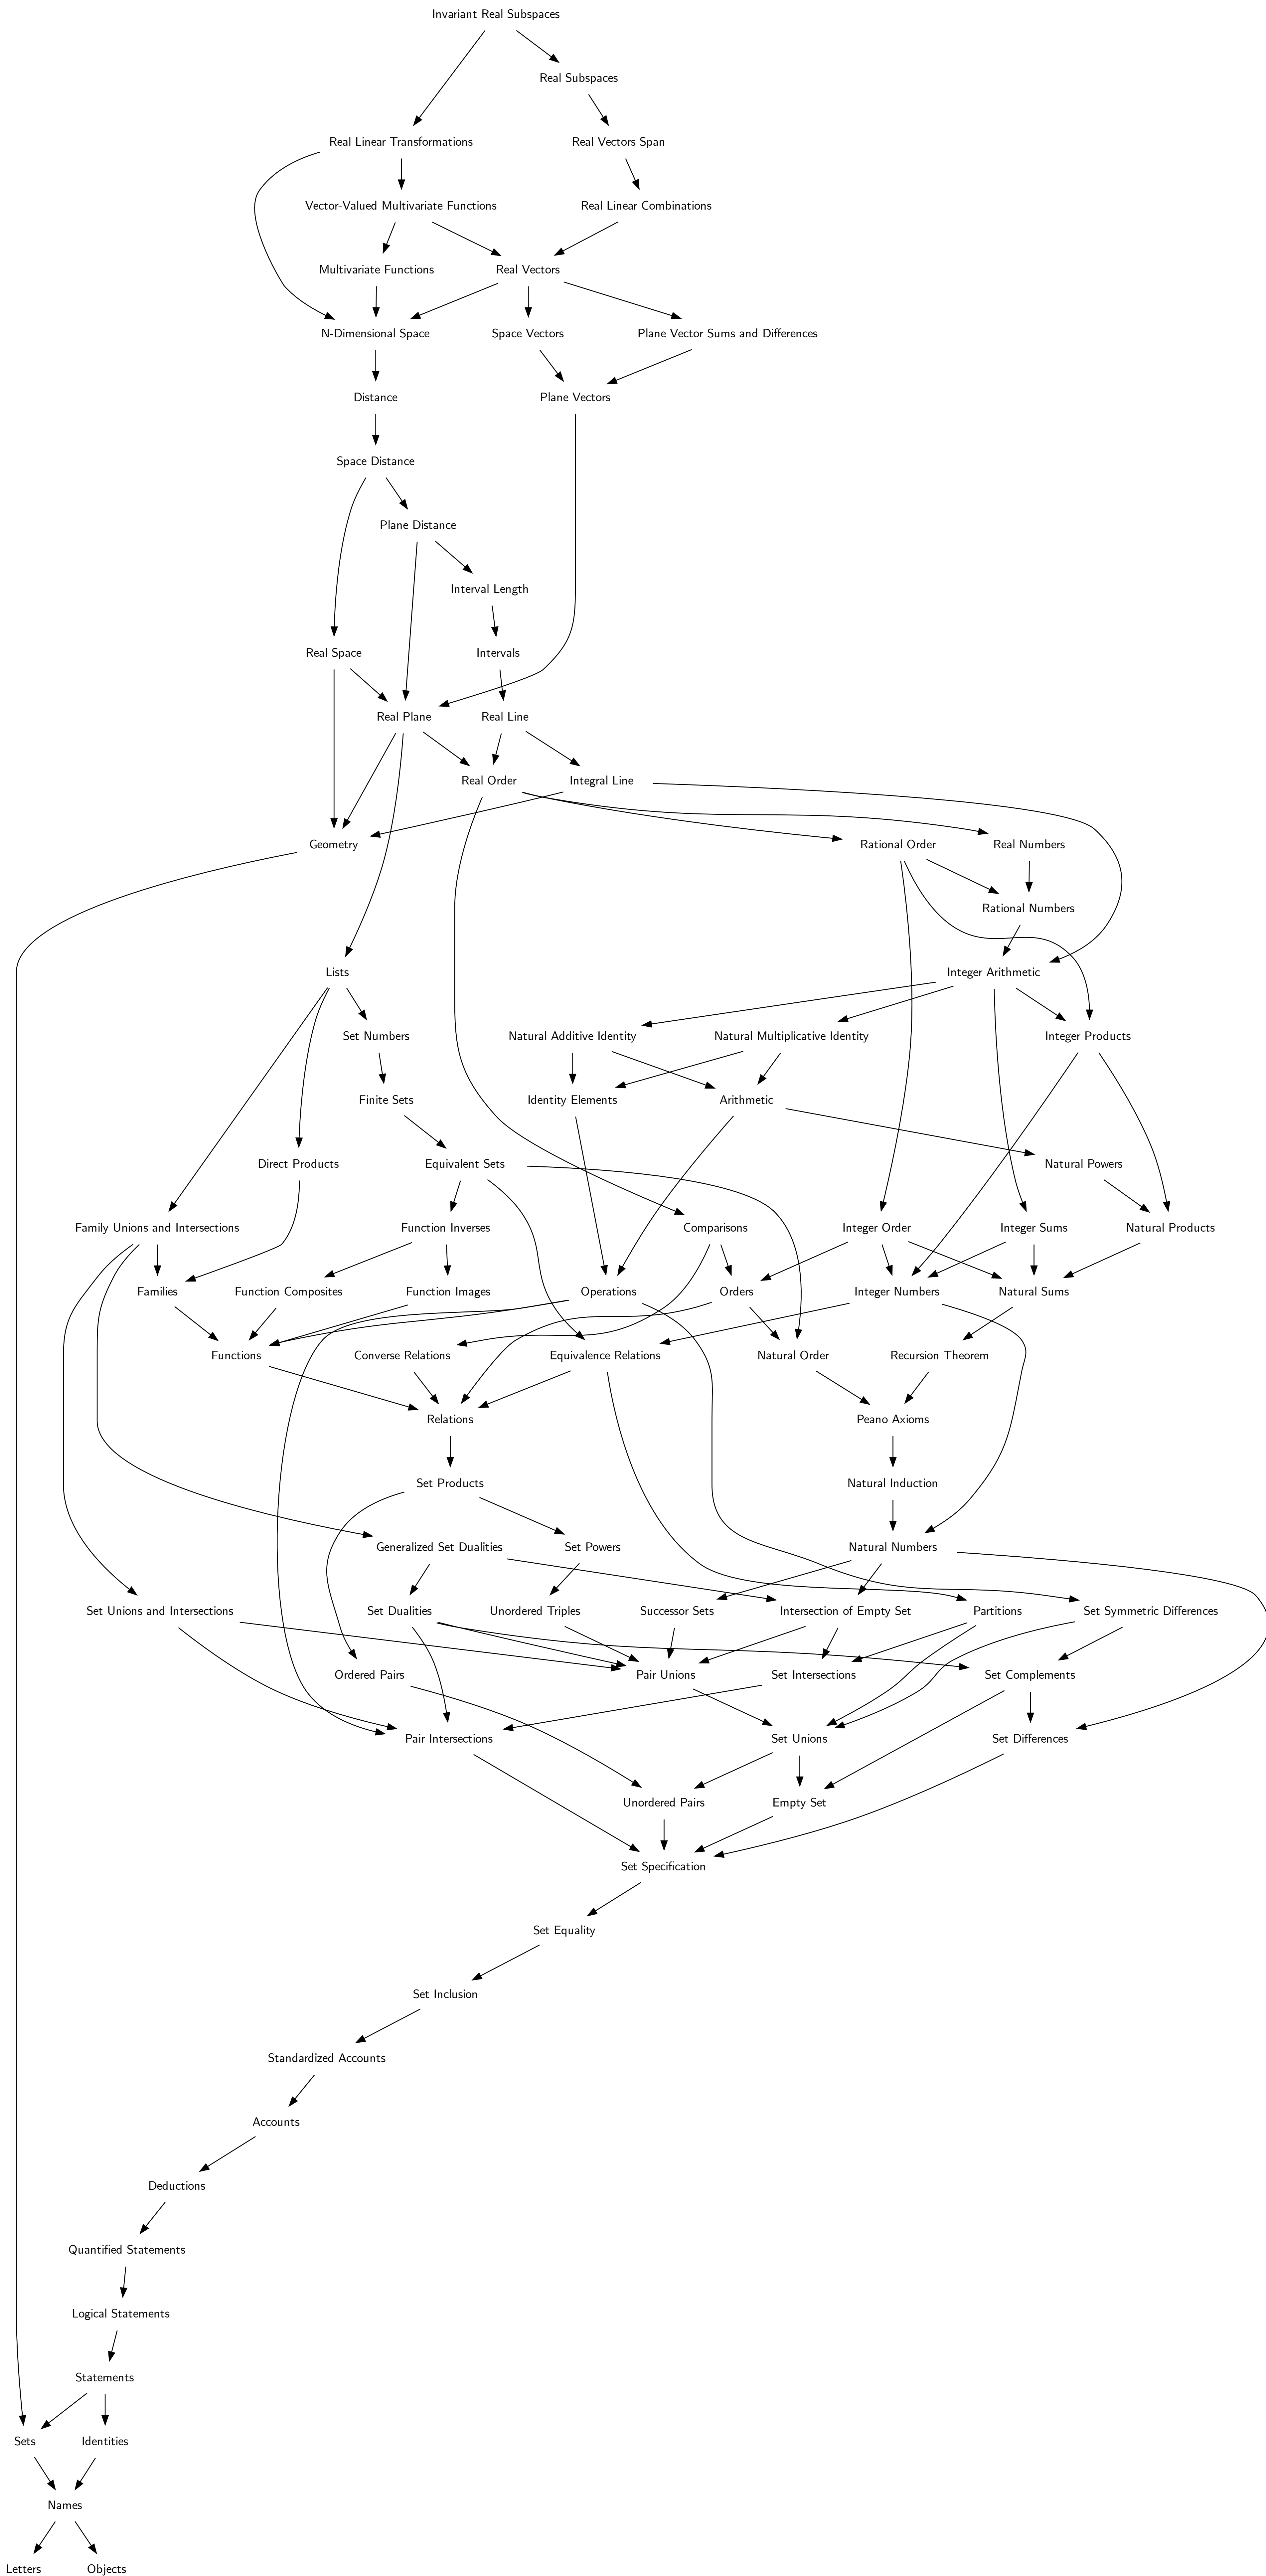 Invariant Real Subspaces
Real Subspaces
Real Linear Transformations
Real Vectors Span
Vector-Valued Multivariate Functions
Real Linear Combinations
Multivariate Functions
Real Vectors
N-Dimensional Space
Space Vectors
Plane Vector Sums and Differences
Distance
Plane Vectors
Space Distance
Plane Distance
Interval Length
Real Space
Intervals
Real Plane
Real Line
Real Order
Integral Line
Geometry
Rational Order
Real Numbers
Rational Numbers
Lists
Integer Arithmetic
Set Numbers
Natural Additive Identity
Natural Multiplicative Identity
Integer Products
Finite Sets
Identity Elements
Arithmetic
Direct Products
Equivalent Sets
Natural Powers
Family Unions and Intersections
Function Inverses
Comparisons
Integer Order
Integer Sums
Natural Products
Families
Function Composites
Function Images
Operations
Orders
Integer Numbers
Natural Sums
Functions
Converse Relations
Equivalence Relations
Natural Order
Recursion Theorem
Relations
Peano Axioms
Set Products
Natural Induction
Generalized Set Dualities
Set Powers
Natural Numbers
Set Unions and Intersections
Set Dualities
Unordered Triples
Successor Sets
Intersection of Empty Set
Partitions
Set Symmetric Differences
Ordered Pairs
Pair Unions
Set Intersections
Set Complements
Pair Intersections
Set Unions
Set Differences
Unordered Pairs
Empty Set
Set Specification
Set Equality
Set Inclusion
Standardized Accounts
Accounts
Deductions
Quantified Statements
Logical Statements
Statements
Sets
Identities
Names
Letters
Objects